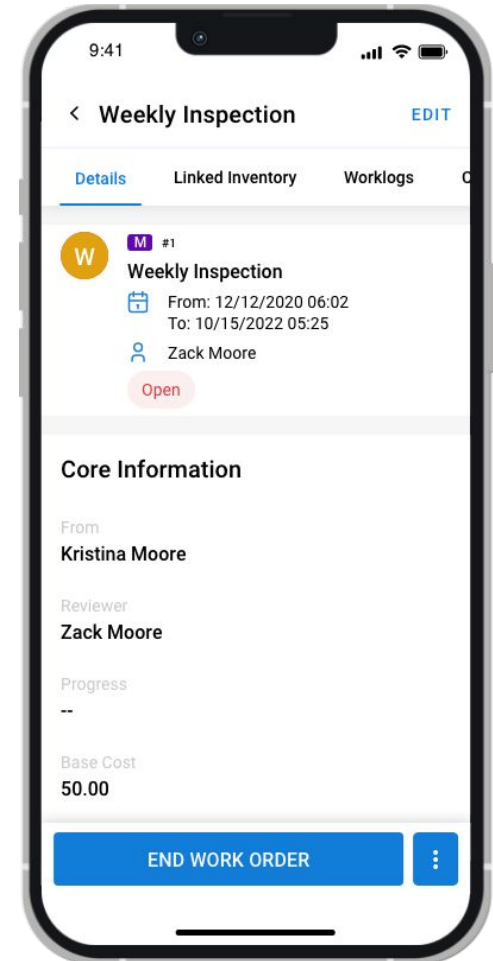 9:41
Weekly Inspection
EDIT
Details Linked Inventory Worklogs
W
M #1
Weekly Inspection
From: 12/12/2020 06:02
To: 10/15/2022 05:25
Zack Moore
Open
Core Information
From
Kristina Moore
Reviewer
Zack Moore
Progress
--
Base Cost
50.00
END WORK ORDER